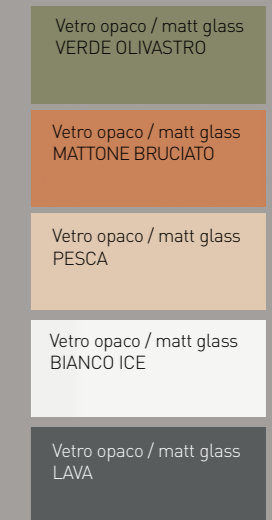 Vetro opaco / matt glass
VERDE OLIVASTRO
Vetro opaco / matt glass
MATTONE BRUCIATO
Vetro opaco / matt glass
PESCA
Vetro opaco / matt glass
BIANCO ICE
Vetro opaco / matt glass
LAVA